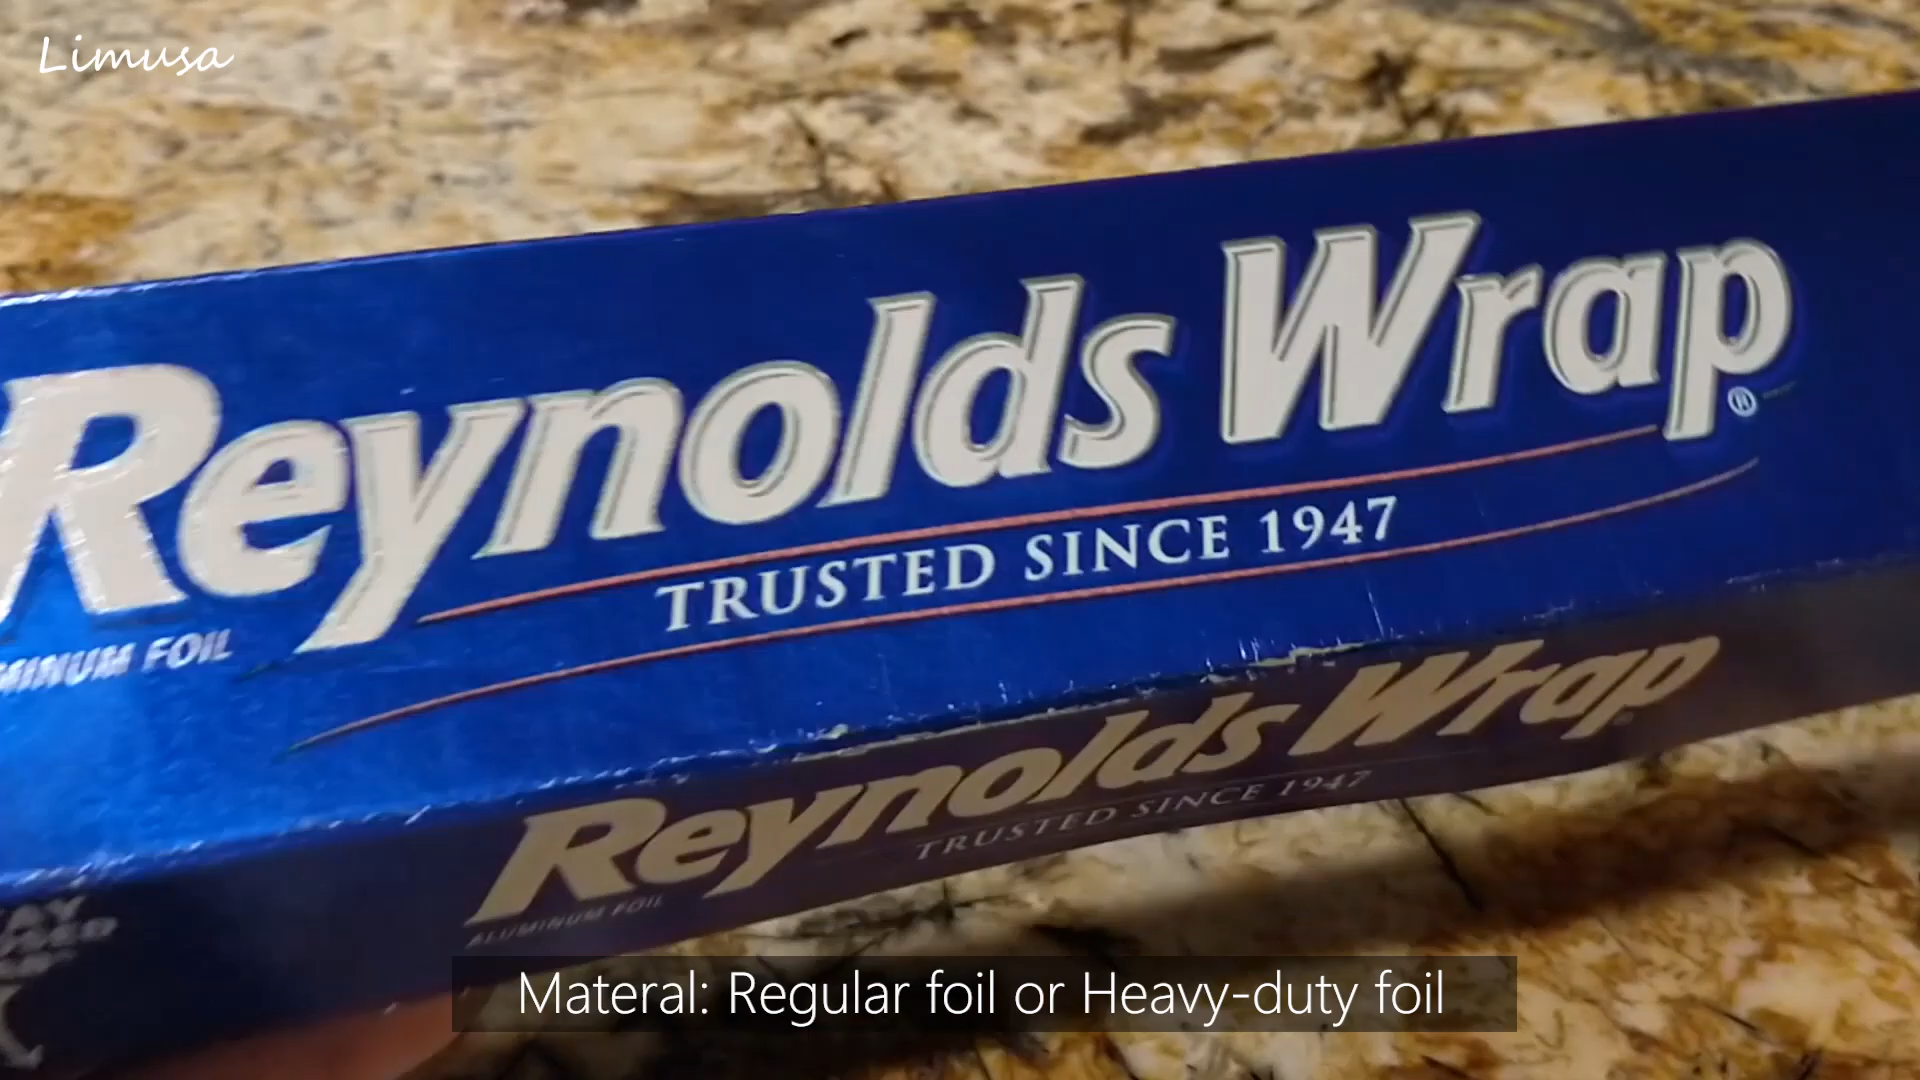 Limusa
Reynolds Wrap®
MINUM FOIL
TRUSTED SINCE 1947
Reynolds Wrap
TRUSTED SINCE 1947
ALUMINUM FOIL
Materal: Regular foil or Heavy-duty foil